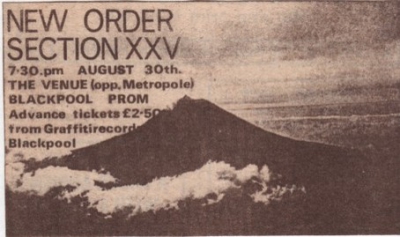 NEW ORDER
SECTION XXV
7·30.pm AUGUST 30th.
THE VENUE (opp. Metropole)
BLACKPOOL PROM
Advance tickets £2·50
from Graffitirecord
Blackpool